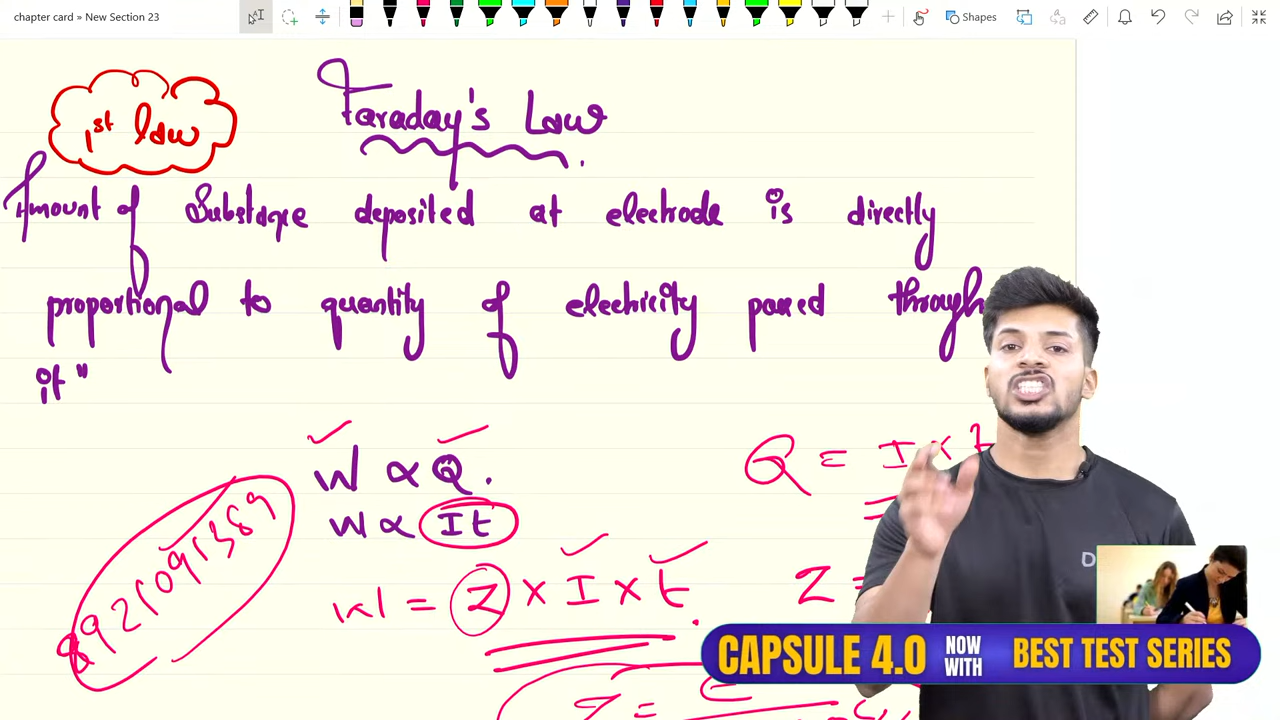 chapter card » New Section 23
Shapes
1st law
Faraday's Law
Amount of Substance deposited at electrode is directly
proportional to quantity of electricity passed through
it"
W ∝ Q.
W ∝ It
W = Z × I × t.
Q = I × t
Z =
Z = E
CAPSULE 4.0 NOW WITH BEST TEST SERIES